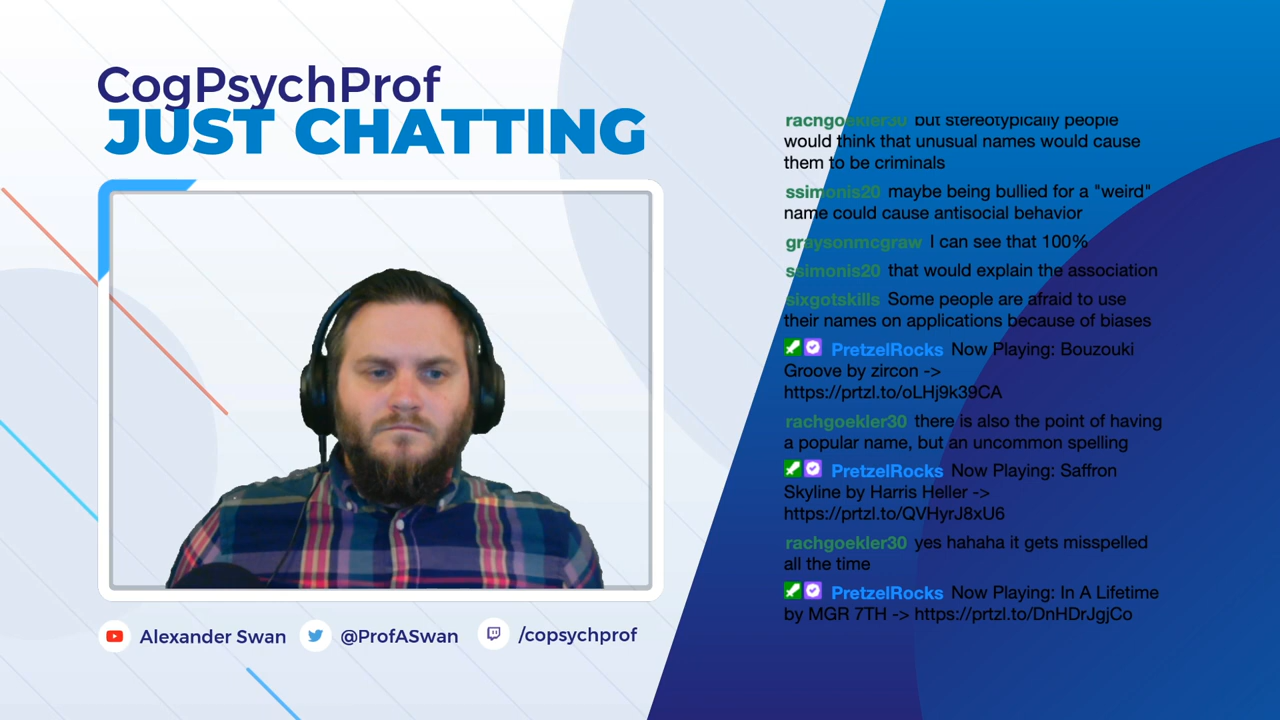 CogPsychProf
JUST CHATTING
rachgoekler30 but stereotypically people
would think that unusual names would cause
them to be criminals
ssimonis20 maybe being bullied for a "weird"
name could cause antisocial behavior
graysonmcgraw I can see that 100%
ssimonis20 that would explain the association
sixgotskills Some people are afraid to use
their names on applications because of biases
PretzelRocks Now Playing: Bouzouki
Groove by zircon ->
https://prtzl.to/oLHj9k39CA
rachgoekler30 there is also the point of having
a popular name, but an uncommon spelling
PretzelRocks Now Playing: Saffron
Skyline by Harris Heller ->
https://prtzl.to/QVHyrJ8xU6
rachgoekler30 yes hahaha it gets misspelled
all the time
PretzelRocks Now Playing: In A Lifetime
by MGR 7TH -> https://prtzl.to/DnHDrJgjCo
Alexander Swan
@ProfASwan
/copsychprof